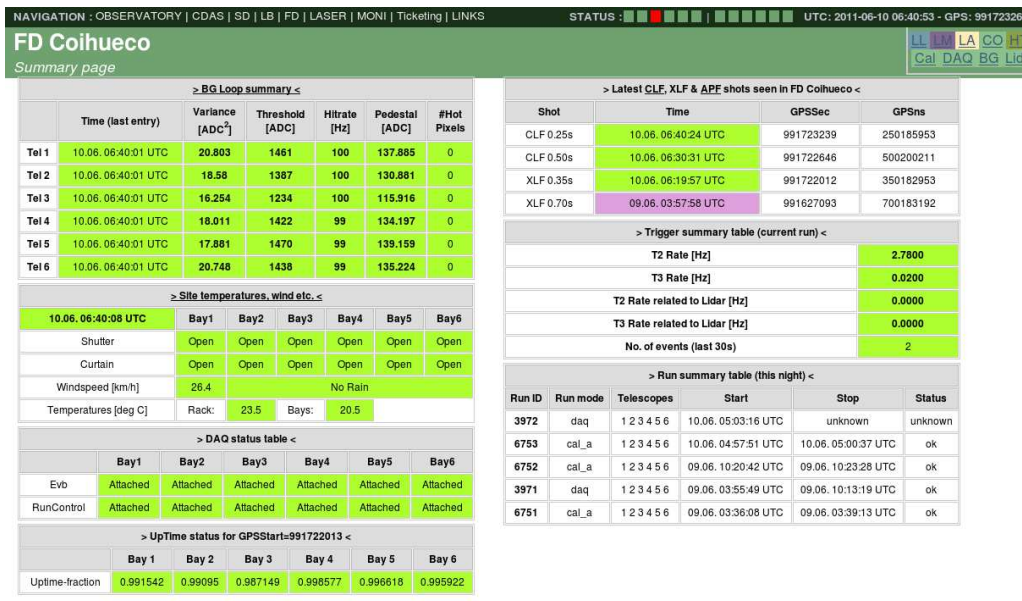 NAVIGATION : OBSERVATORY | CDAS | SD | LB | FD | LASER | MONI | Ticketing | LINKS STATUS : | UTC: 2011-06-10 06:40:53 - GPS: 99172326
FD Coihueco
Summary page
LL LM LA CO HT
Cal DAQ BG Lid
> BG Loop summary <
Time (last entry) Variance [ADC2] Threshold [ADC] Hitrate [Hz] Pedestal [ADC] #Hot Pixels
Tel 1 10.06. 06:40:01 UTC 20.803 1461 100 137.885 0
Tel 2 10.06. 06:40:01 UTC 18.58 1387 100 130.881 0
Tel 3 10.06. 06:40:01 UTC 16.254 1234 100 115.916 0
Tel 4 10.06. 06:40:01 UTC 18.011 1422 99 134.197 0
Tel 5 10.06. 06:40:01 UTC 17.881 1470 99 139.159 0
Tel 6 10.06. 06:40:01 UTC 20.748 1438 99 135.224 0
> Site temperatures, wind etc. <
10.06. 06:40:08 UTC Bay1 Bay2 Bay3 Bay4 Bay5 Bay6
Shutter Open Open Open Open Open Open
Curtain Open Open Open Open Open Open
Windspeed [km/h] 26.4 No Rain
Temperatures [deg C] Rack: 23.5 Bays: 20.5
> DAQ status table <
Bay1 Bay2 Bay3 Bay4 Bay5 Bay6
Evb Attached Attached Attached Attached Attached Attached
RunControl Attached Attached Attached Attached Attached Attached
> UpTime status for GPSStart=991722013 <
Bay 1 Bay 2 Bay 3 Bay 4 Bay 5 Bay 6
Uptime-fraction 0.991542 0.99095 0.987149 0.998577 0.996618 0.995922
> Latest CLF, XLF & APF shots seen in FD Coihueco <
Shot Time GPSSec GPSns
CLF 0.25s 10.06. 06:40:24 UTC 991723239 250185953
CLF 0.50s 10.06. 06:30:31 UTC 991722646 500200211
XLF 0.35s 10.06. 06:19:57 UTC 991722012 350182953
XLF 0.70s 09.06. 03:57:58 UTC 991627093 700183192
> Trigger summary table (current run) <
T2 Rate [Hz] 2.7800
T3 Rate [Hz] 0.0200
T2 Rate related to Lidar [Hz] 0.0000
T3 Rate related to Lidar [Hz] 0.0000
No. of events (last 30s) 2
> Run summary table (this night) <
Run ID Run mode Telescopes Start Stop Status
3972 daq 1 2 3 4 5 6 10.06. 05:03:16 UTC unknown unknown
6753 cal_a 1 2 3 4 5 6 10.06. 04:57:51 UTC 10.06. 05:00:37 UTC ok
6752 cal_a 1 2 3 4 5 6 09.06. 10:20:42 UTC 09.06. 10:23:28 UTC ok
3971 daq 1 2 3 4 5 6 09.06. 03:55:49 UTC 09.06. 10:13:19 UTC ok
6751 cal_a 1 2 3 4 5 6 09.06. 03:36:08 UTC 09.06. 03:39:13 UTC ok